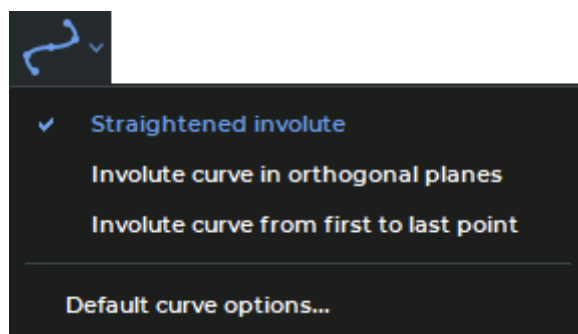 Straightened involute
Involute curve in orthogonal planes
Involute curve from first to last point
Default curve options...